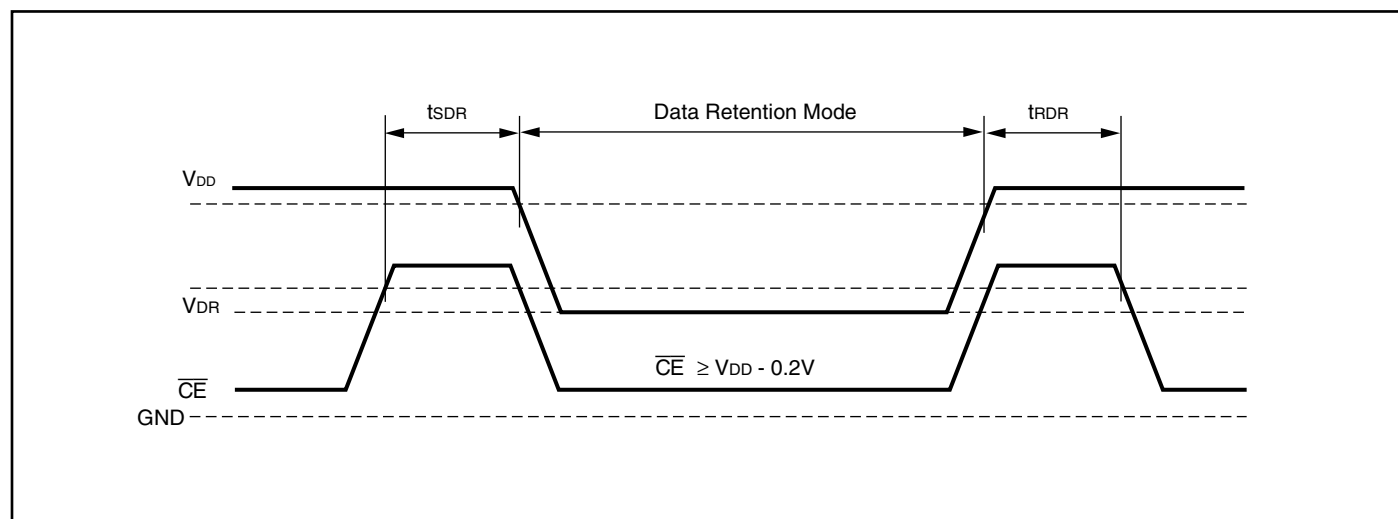 tSDR Data Retention Mode tRDR
VDD
VDR
CE ≥ VDD - 0.2V
CE
GND